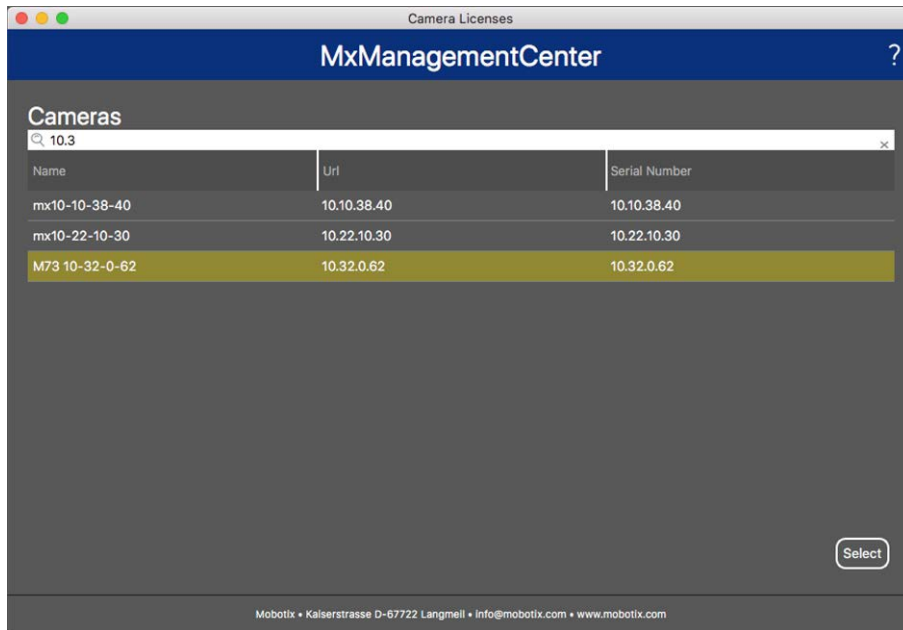 Camera Licenses
MxManagementCenter
?
Cameras
10.3
Name Url Serial Number
mx10-10-38-40 10.10.38.40 10.10.38.40
mx10-22-10-30 10.22.10.30 10.22.10.30
M73 10-32-0-62 10.32.0.62 10.32.0.62
Select
Mobotix • Kaiserstrasse D-67722 Langmeil • info@mobotix.com • www.mobotix.com